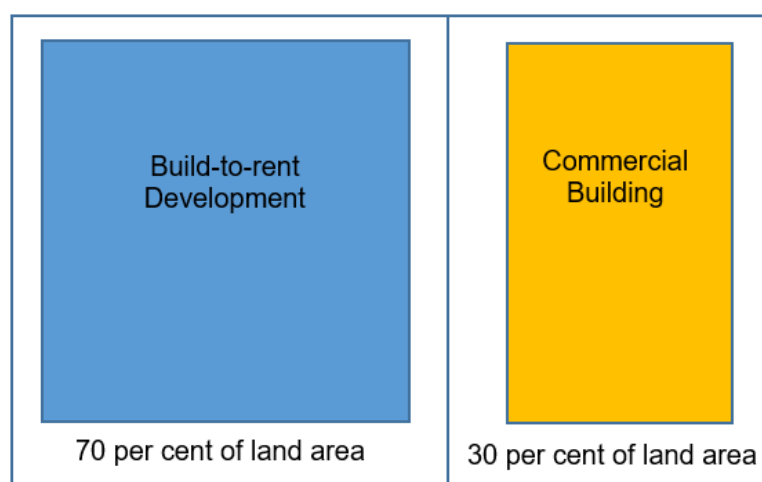 Build-to-rent
Development
70 per cent of land area
Commercial
Building
30 per cent of land area